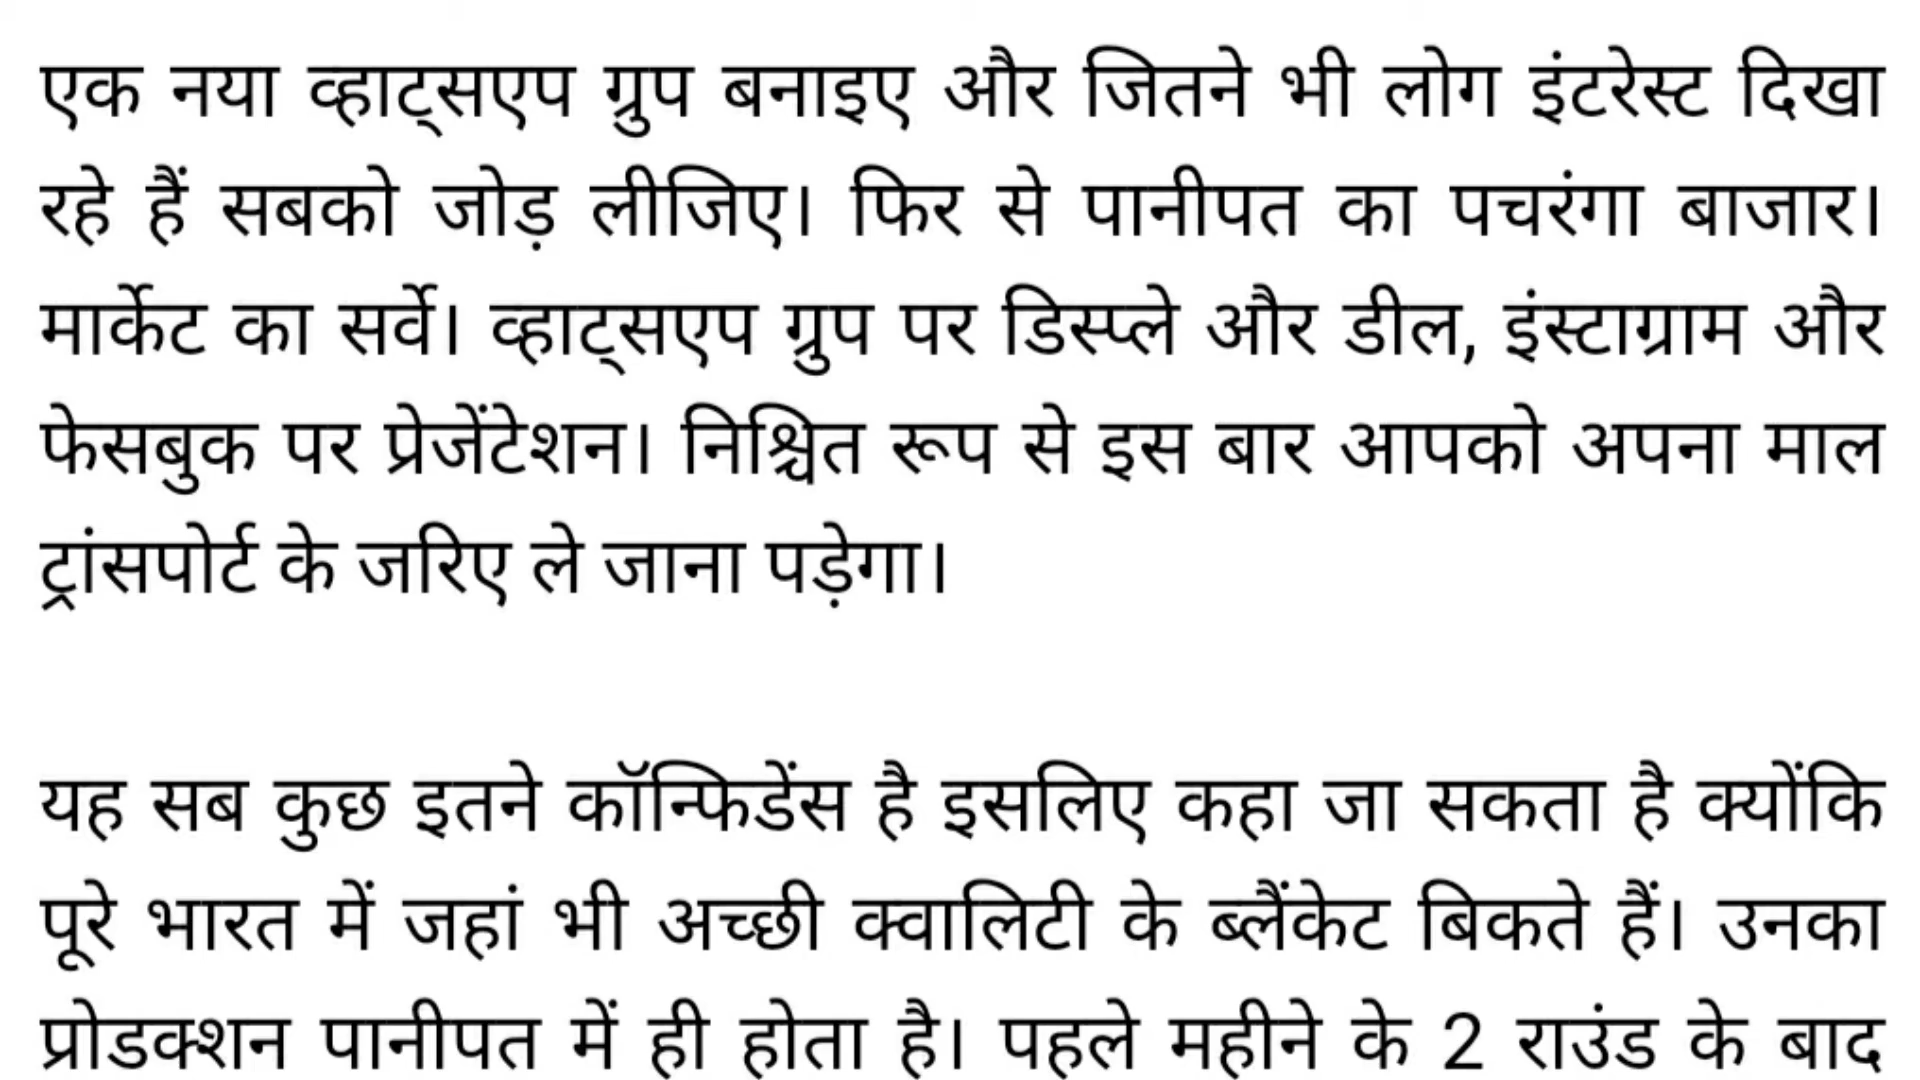 एक नया व्हाट्सएप ग्रुप बनाइए और जितने भी लोग इंटरेस्ट दिखा
रहे हैं सबको जोड़ लीजिए। फिर से पानीपत का पचरंगा बाजार।
मार्केट का सर्वे। व्हाट्सएप ग्रुप पर डिस्प्ले और डील, इंस्टाग्राम और
फेसबुक पर प्रेजेंटेशन। निश्चित रूप से इस बार आपको अपना माल
ट्रांसपोर्ट के जरिए ले जाना पड़ेगा।
यह सब कुछ इतने कॉन्फिडेंस है इसलिए कहा जा सकता है क्योंकि
पूरे भारत में जहां भी अच्छी क्वालिटी के ब्लैंकेट बिकते हैं। उनका
प्रोडक्शन पानीपत में ही होता है। पहले महीने के 2 राउंड के बाद